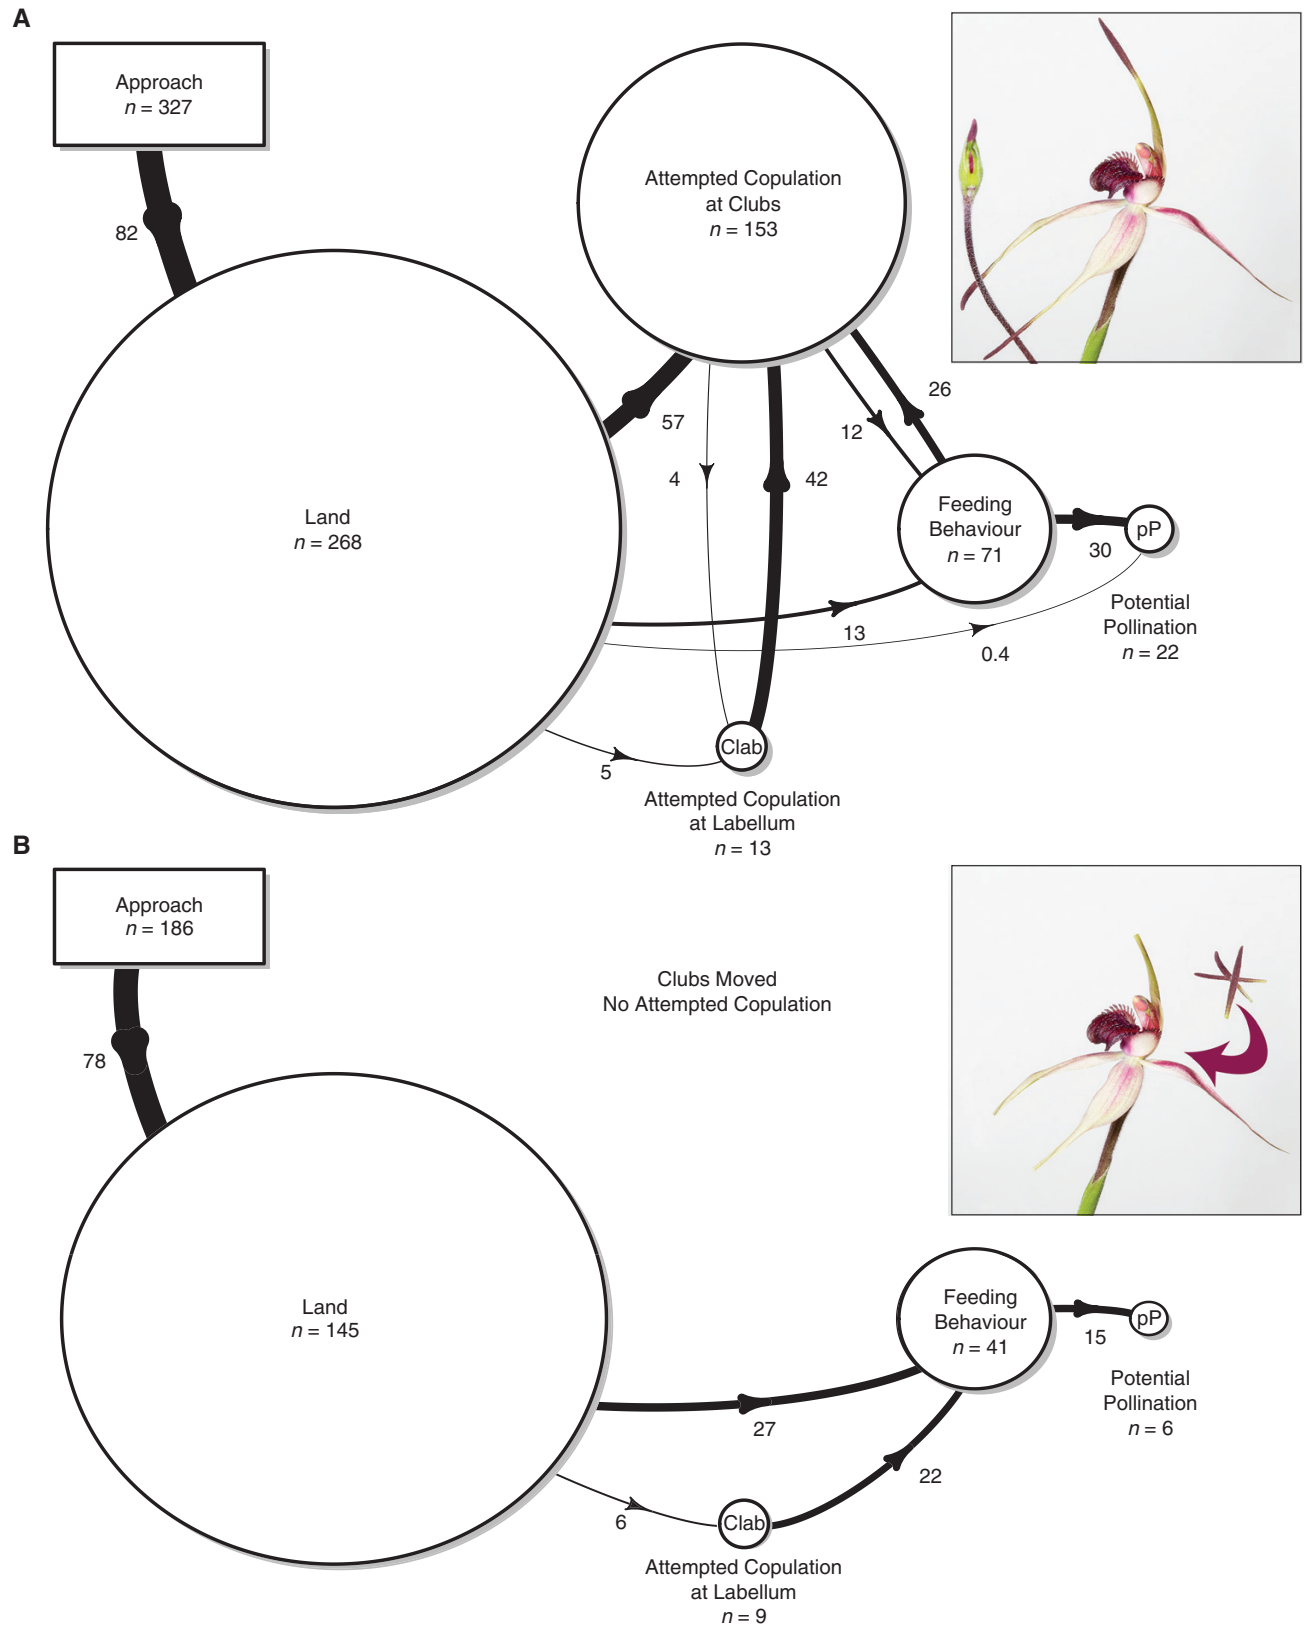 A
Approach
n = 327
82
Attempted Copulation
at Clubs
n = 153
57
4
42
12
26
Land
n = 268
Feeding
Behaviour
n = 71
30
pP
Potential
Pollination
n = 22
13
0.4
5
Clab
Attempted Copulation
at Labellum
n = 13
B
Approach
n = 186
78
Clubs Moved
No Attempted Copulation
Land
n = 145
Feeding
Behaviour
n = 41
15
pP
Potential
Pollination
n = 6
27
22
6
Clab
Attempted Copulation
at Labellum
n = 9